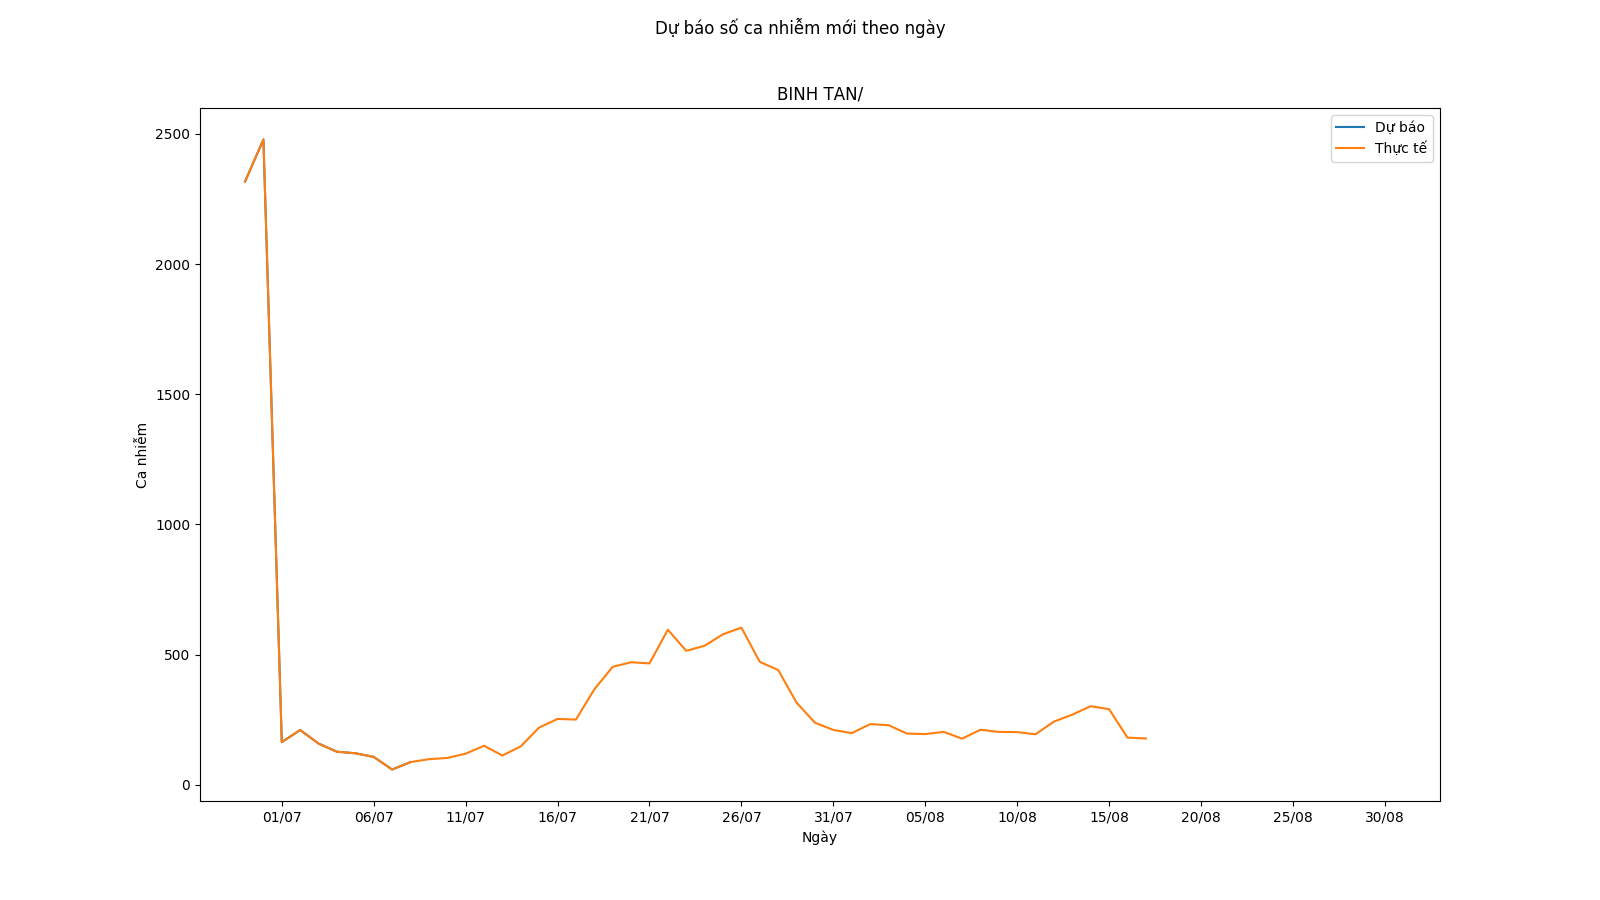 Dự báo số ca nhiễm mới theo ngày
BINH TAN/
Dự báo
Thực tế
2500
2000
1500
1000
500
0
Ca nhiễm
01/07 06/07 11/07 16/07 21/07 26/07 31/07 05/08 10/08 15/08 20/08 25/08 30/08
Ngày